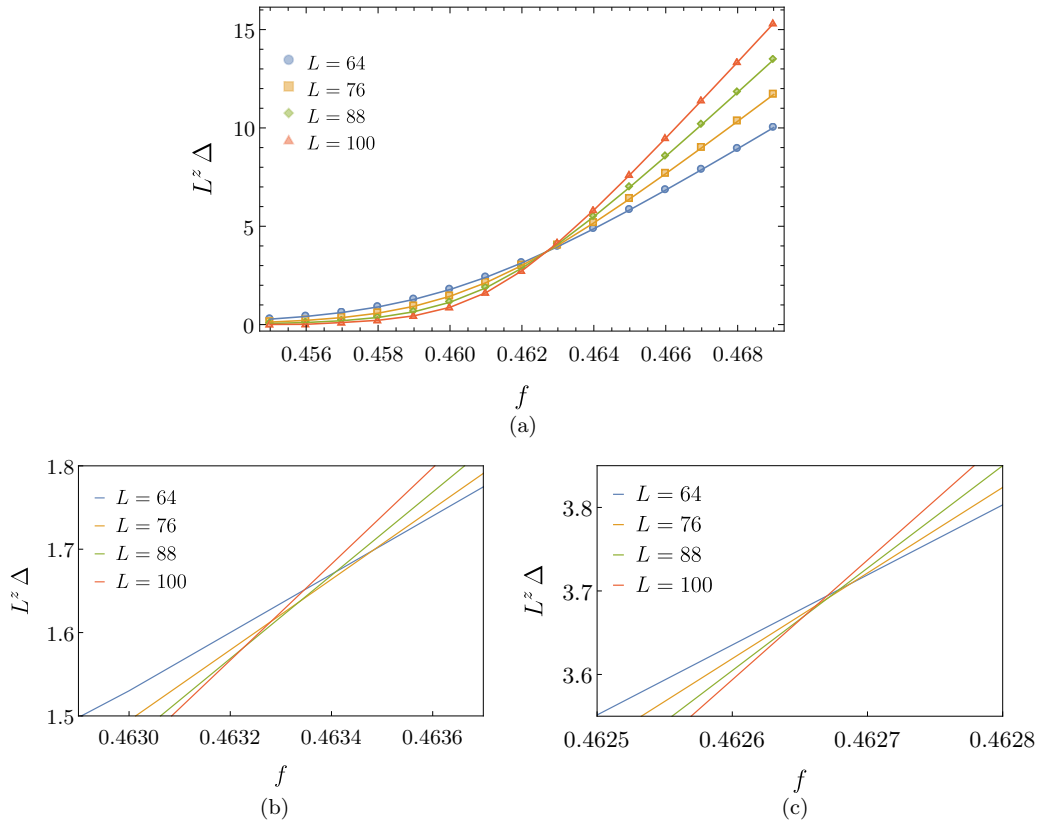 15
10
5
0
L^z Δ
L = 64
L = 76
L = 88
L = 100
0.456 0.458 0.460 0.462 0.464 0.466 0.468
f
(a)
1.8
1.7
1.6
1.5
L^z Δ
L = 64
L = 76
L = 88
L = 100
0.4630 0.4632 0.4634 0.4636
f
(b)
3.8
3.7
3.6
L^z Δ
L = 64
L = 76
L = 88
L = 100
0.4625 0.4626 0.4627 0.4628
f
(c)